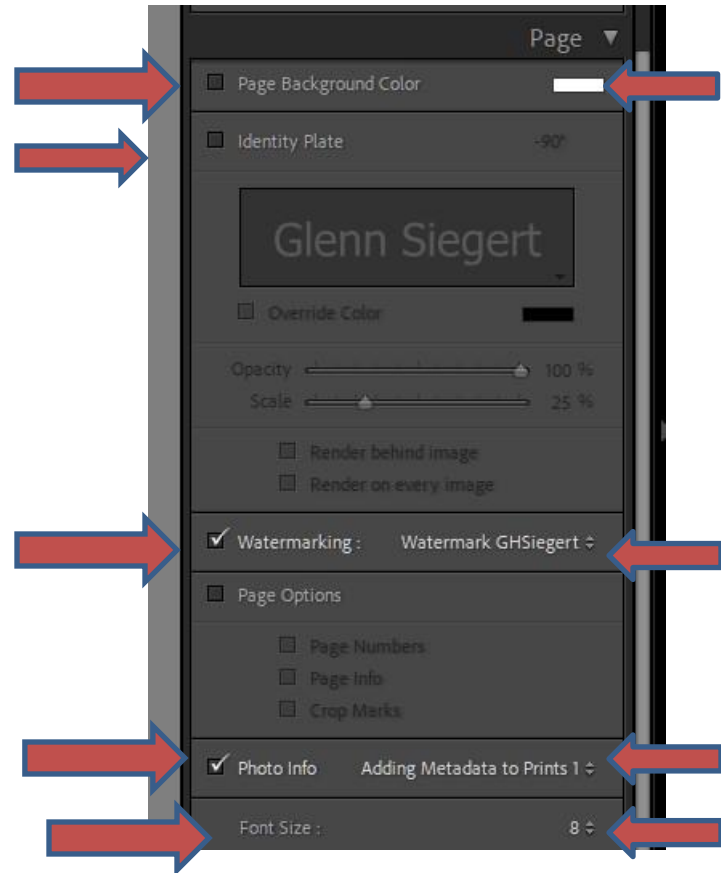 Page
Page Background Color
Identity Plate -90°
Glenn Siegert
Override Color
Opacity 100 %
Scale 25 %
Render behind image
Render on every image
Watermarking : Watermark GHSiegert
Page Options
Page Numbers
Page Info
Crop Marks
Photo Info Adding Metadada to Prints 1
Font Size : 8